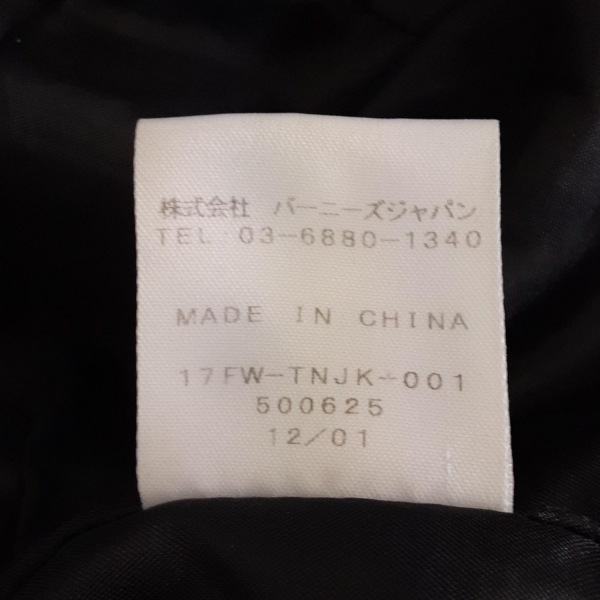 株式会社 バーニーズジャパン
TEL 03-6880-1340
MADE IN CHINA
17FW-TNJK-001
500625
12/01